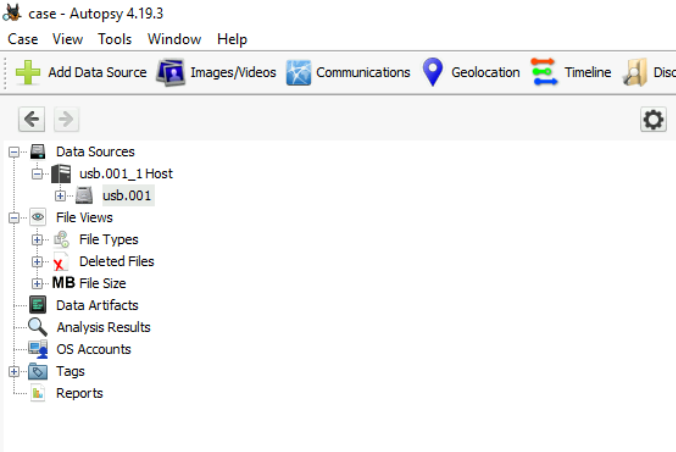 case - Autopsy 4.19.3
Case View Tools Window Help
Add Data Source Images/Videos Communications Geolocation Timeline Disc
Data Sources
usb.001_1 Host
usb.001
File Views
File Types
Deleted Files
MB File Size
Data Artifacts
Analysis Results
OS Accounts
Tags
Reports